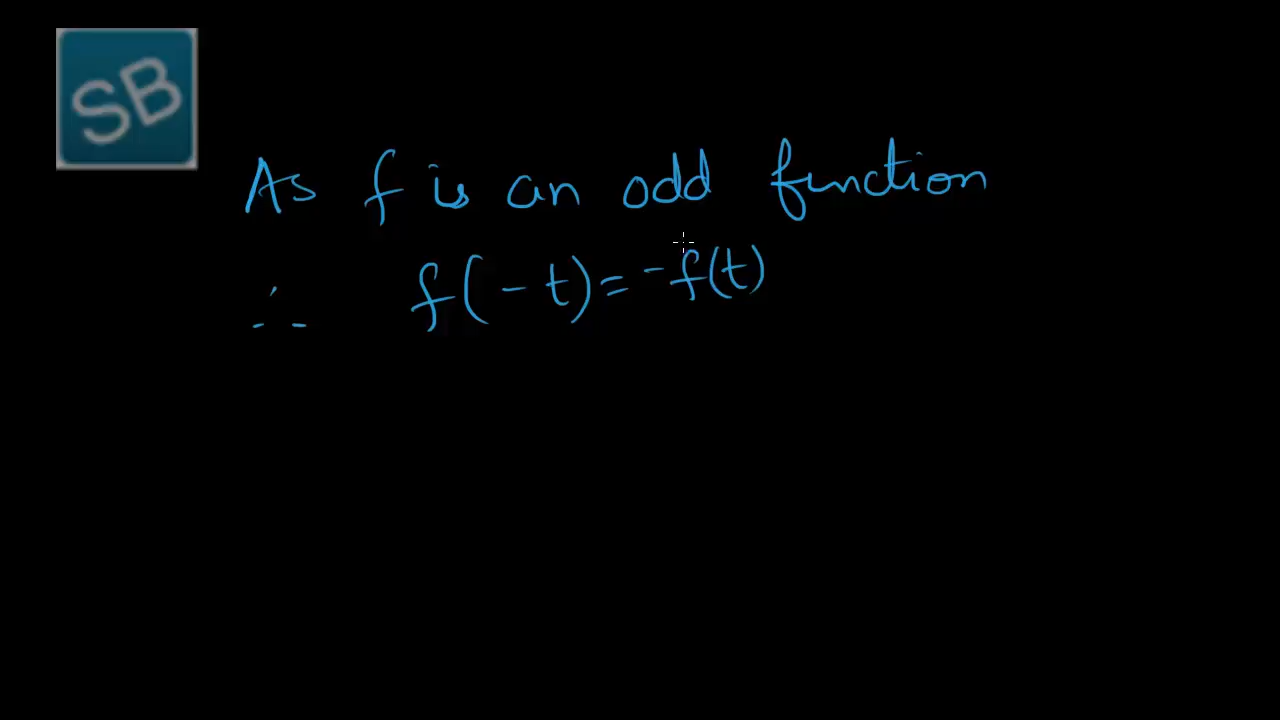 SB
As f is an odd function
∴ f(-t)= -f(t)